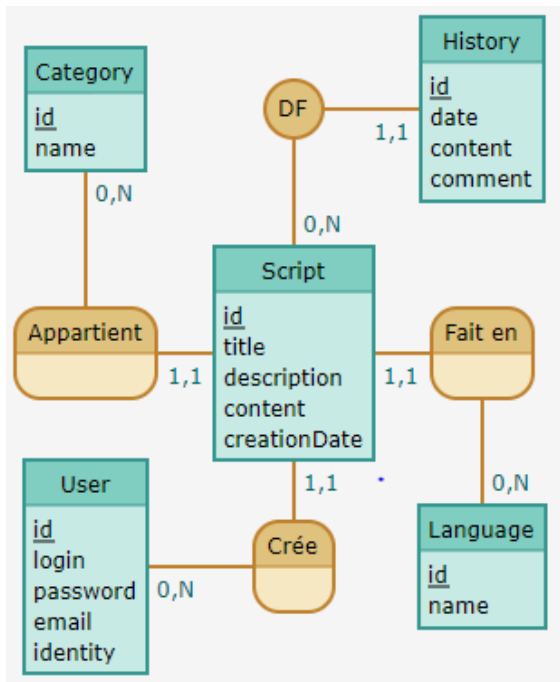 Category
id
name
0,N
DF
History
id
date
content
comment
1,1
0,N
Appartient
1,1
Script
id
title
description
content
creationDate
1,1
Fait en
1,1
0,N
User
id
login
password
email
identity
0,N
Crée
Language
id
name